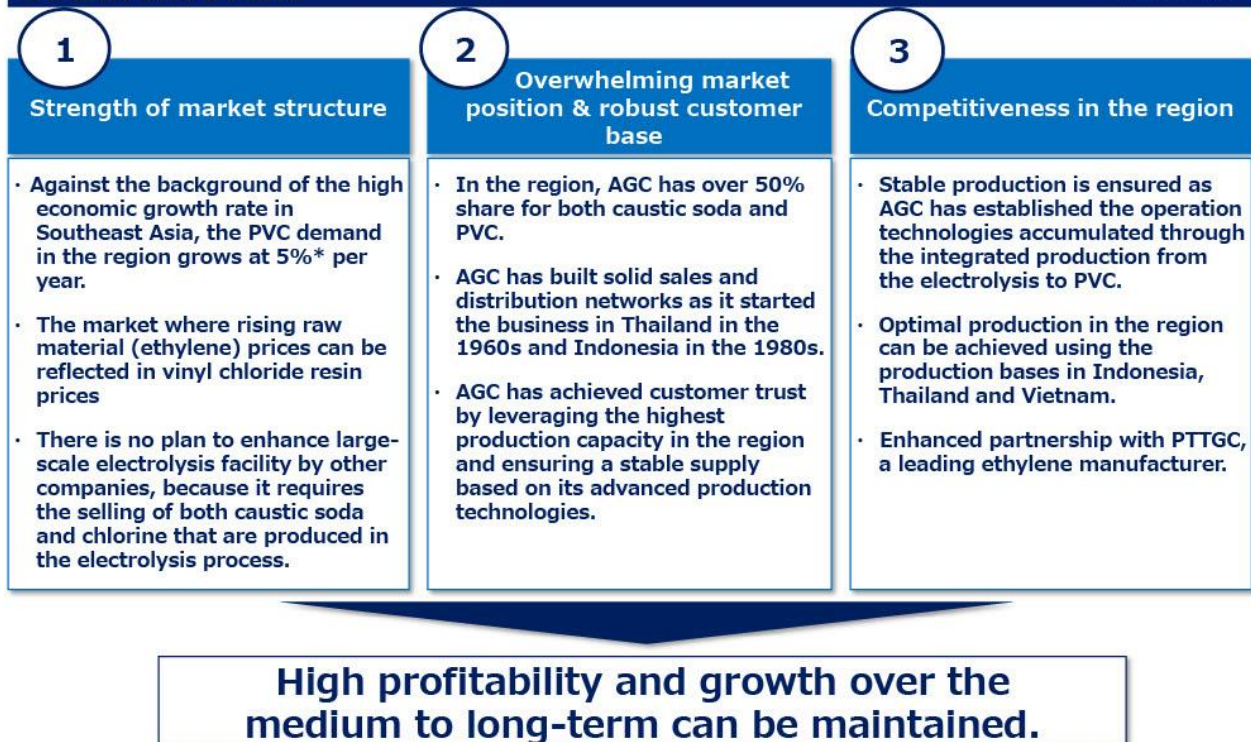 1
Strength of market structure
· Against the background of the high
economic growth rate in
Southeast Asia, the PVC demand
in the region grows at 5%* per
year.
· The market where rising raw
material (ethylene) prices can be
reflected in vinyl chloride resin
prices
· There is no plan to enhance large-
scale electrolysis facility by other
companies, because it requires
the selling of both caustic soda
and chlorine that are produced in
the electrolysis process.
2
Overwhelming market
position & robust customer
base
· In the region, AGC has over 50%
share for both caustic soda and
PVC.
· AGC has built solid sales and
distribution networks as it started
the business in Thailand in the
1960s and Indonesia in the 1980s.
· AGC has achieved customer trust
by leveraging the highest
production capacity in the region
and ensuring a stable supply
based on its advanced production
technologies.
3
Competitiveness in the region
· Stable production is ensured as
AGC has established the operation
technologies accumulated through
the integrated production from
the electrolysis to PVC.
· Optimal production in the region
can be achieved using the
production bases in Indonesia,
Thailand and Vietnam.
· Enhanced partnership with PTTGC,
a leading ethylene manufacturer.
High profitability and growth over the
medium to long-term can be maintained.